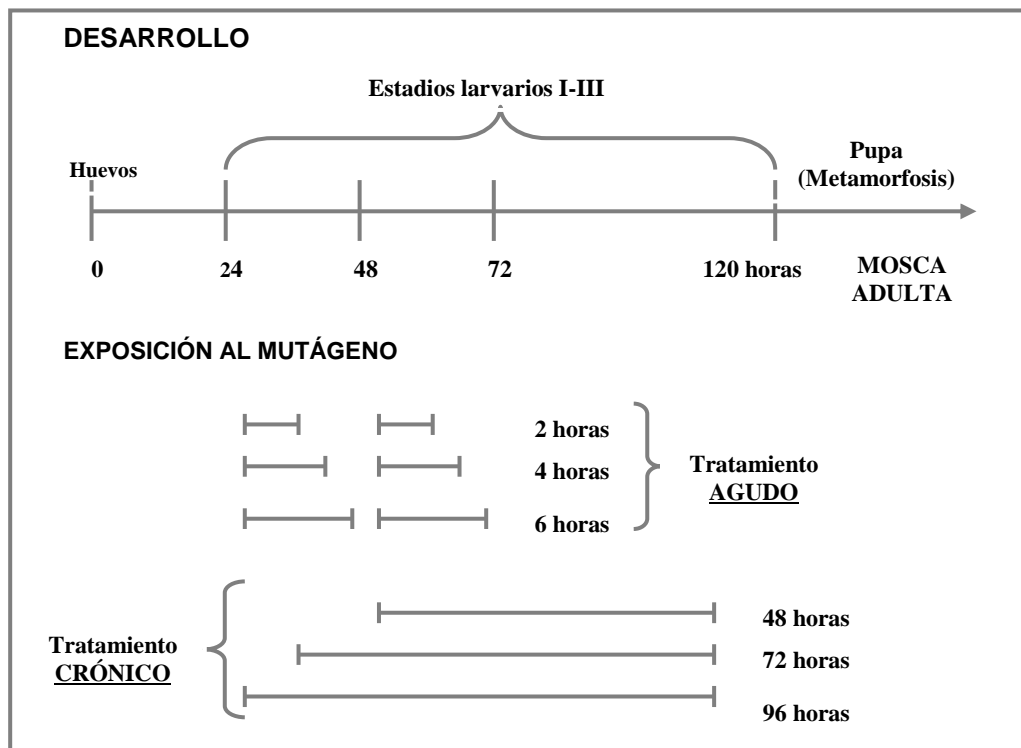 DESARROLLO
Estadios larvarios I-III
Huevos
Pupa
(Metamorfosis)
0
24
48
72
120 horas
MOSCA
ADULTA
EXPOSICIÓN AL MUTÁGENO
2 horas
4 horas
6 horas
Tratamiento
AGUDO
Tratamiento
CRÓNICO
48 horas
72 horas
96 horas